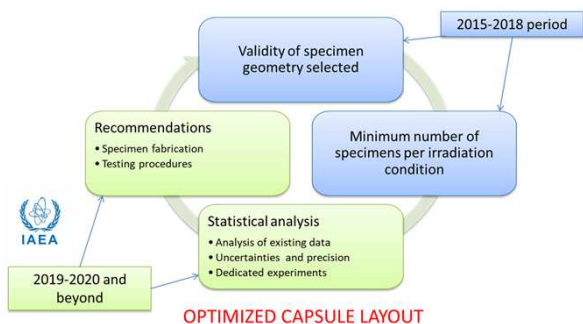 2015-2018 period
Validity of specimen
geometry selected
Recommendations
• Specimen fabrication
• Testing procedures
Minimum number of
specimens per irradiation
condition
Statistical analysis
• Analysis of existing data
• Uncertainties and precision
• Dedicated experiments
IAEA
2019-2020 and
beyond
OPTIMIZED CAPSULE LAYOUT